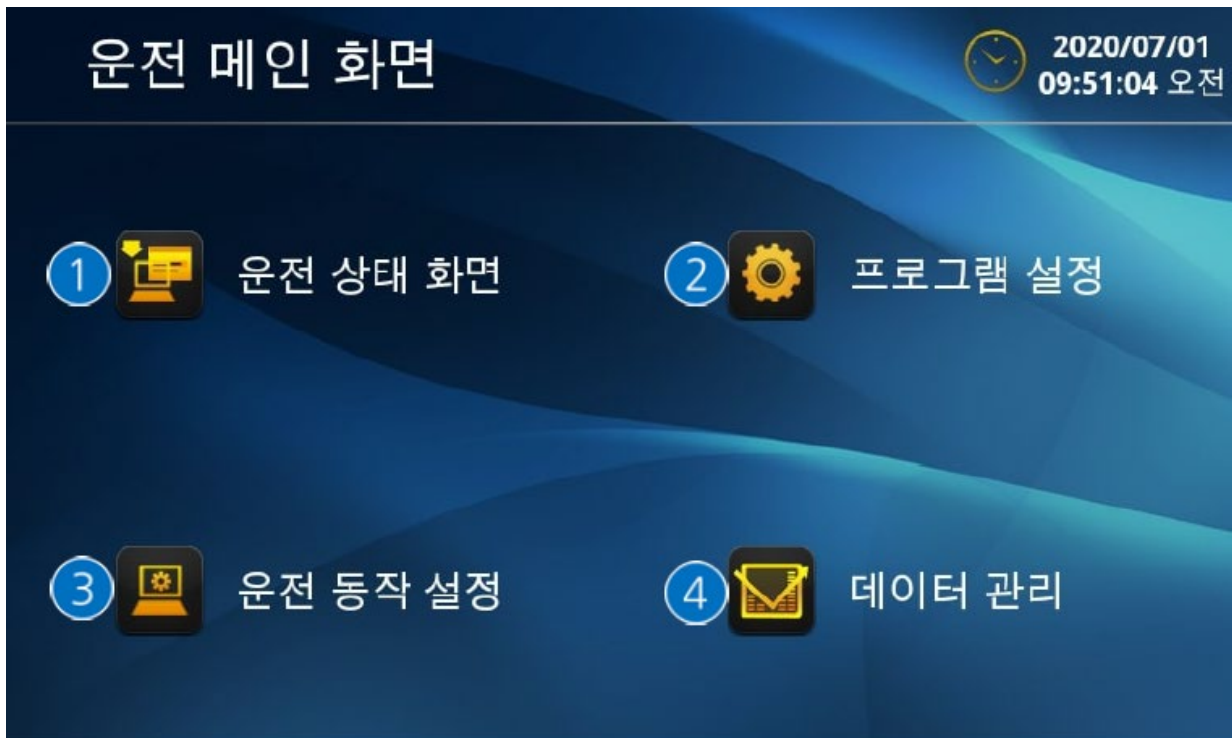 운전 메인 화면
2020/07/01
09:51:04 오전
1 운전 상태 화면
2 프로그램 설정
3 운전 동작 설정
4 데이터 관리